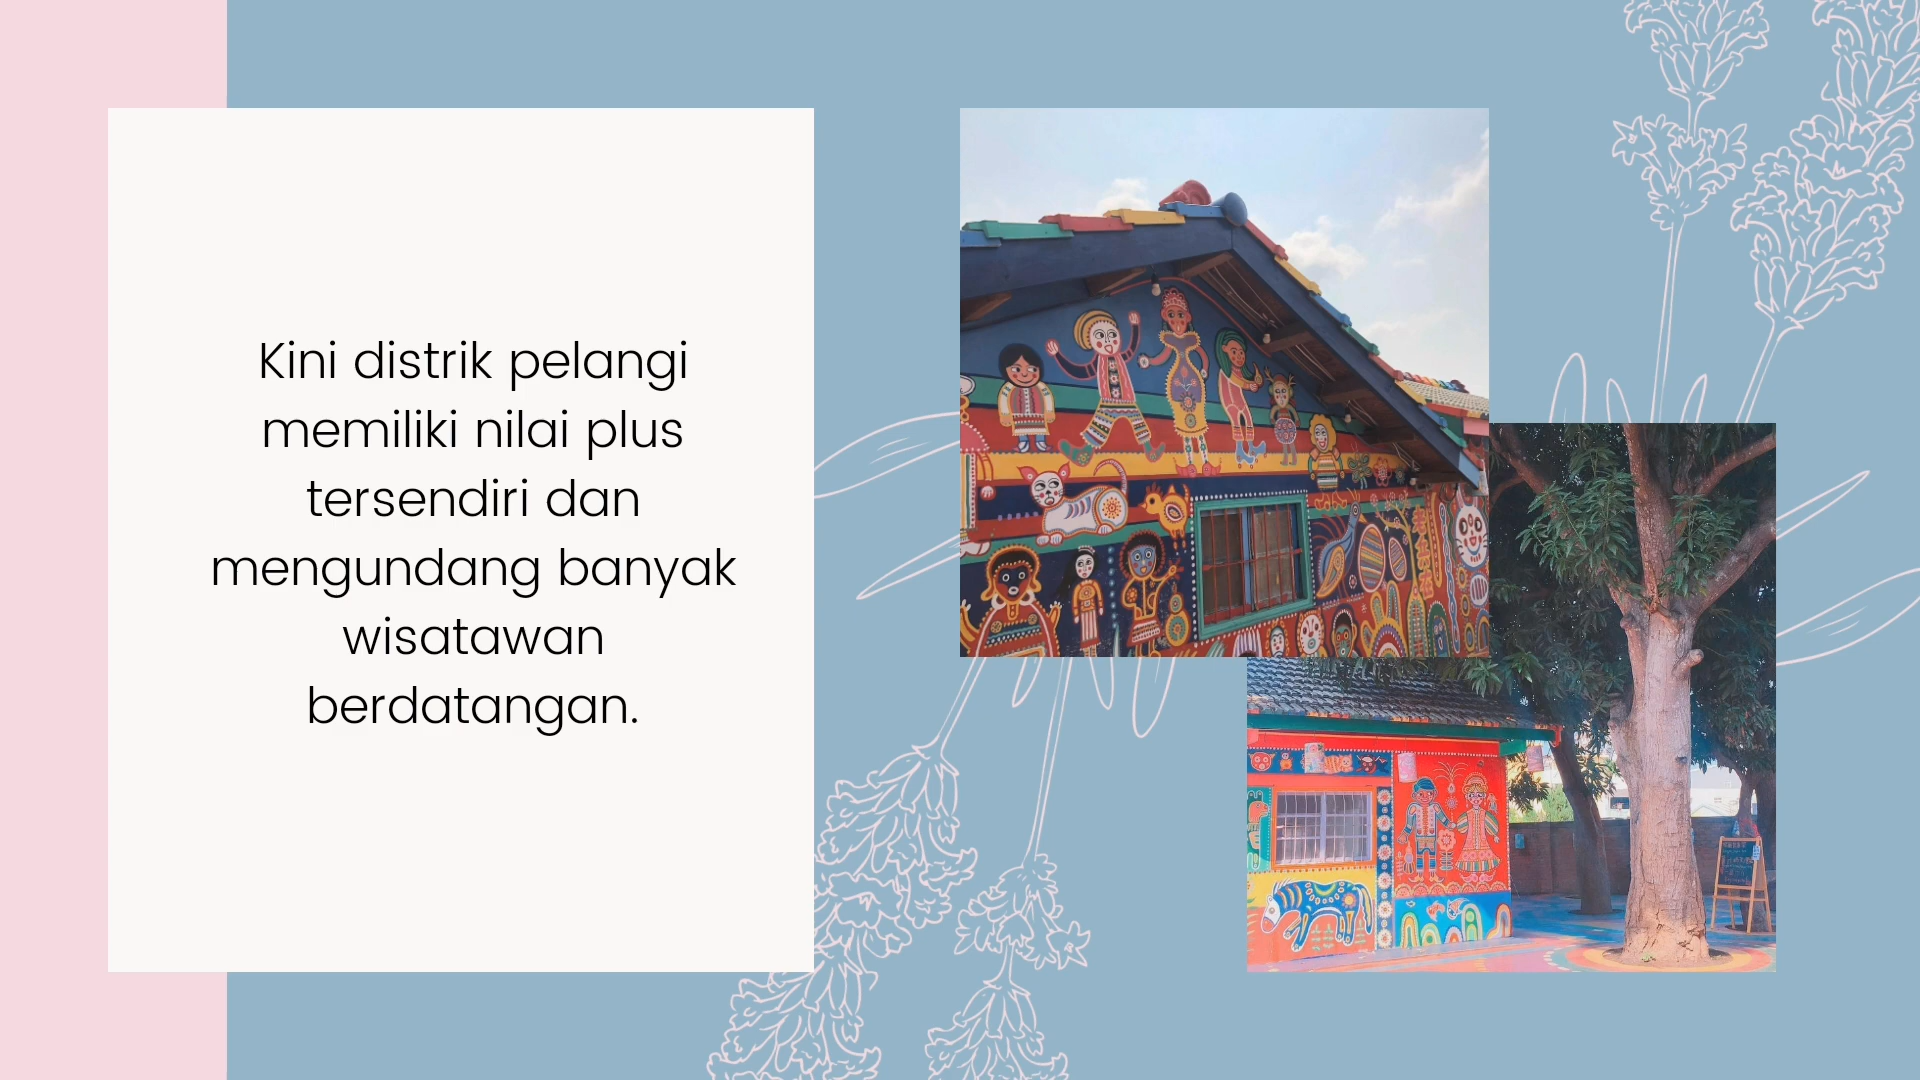 Kini distrik pelangi
memiliki nilai plus
tersendiri dan
mengundang banyak
wisatawan
berdatangan.